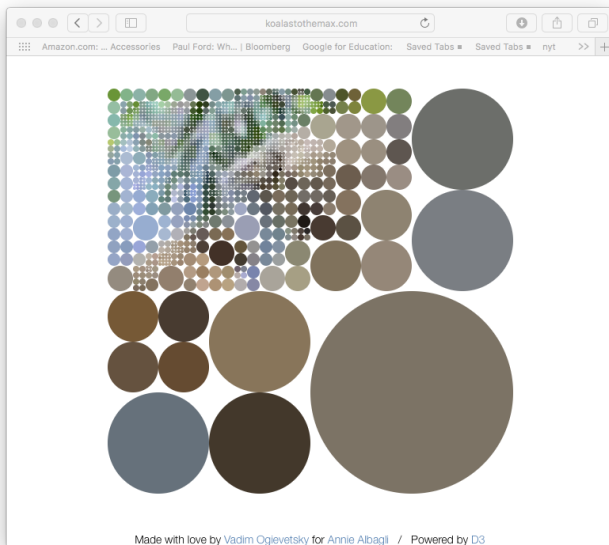 koalastothemax.com
Amazon.com: ... Accessories Paul Ford: Wh... | Bloomberg Google for Education: Saved Tabs Saved Tabs nyt >> +
Made with love by Vadim Ogievetsky for Annie Albagli / Powered by D3